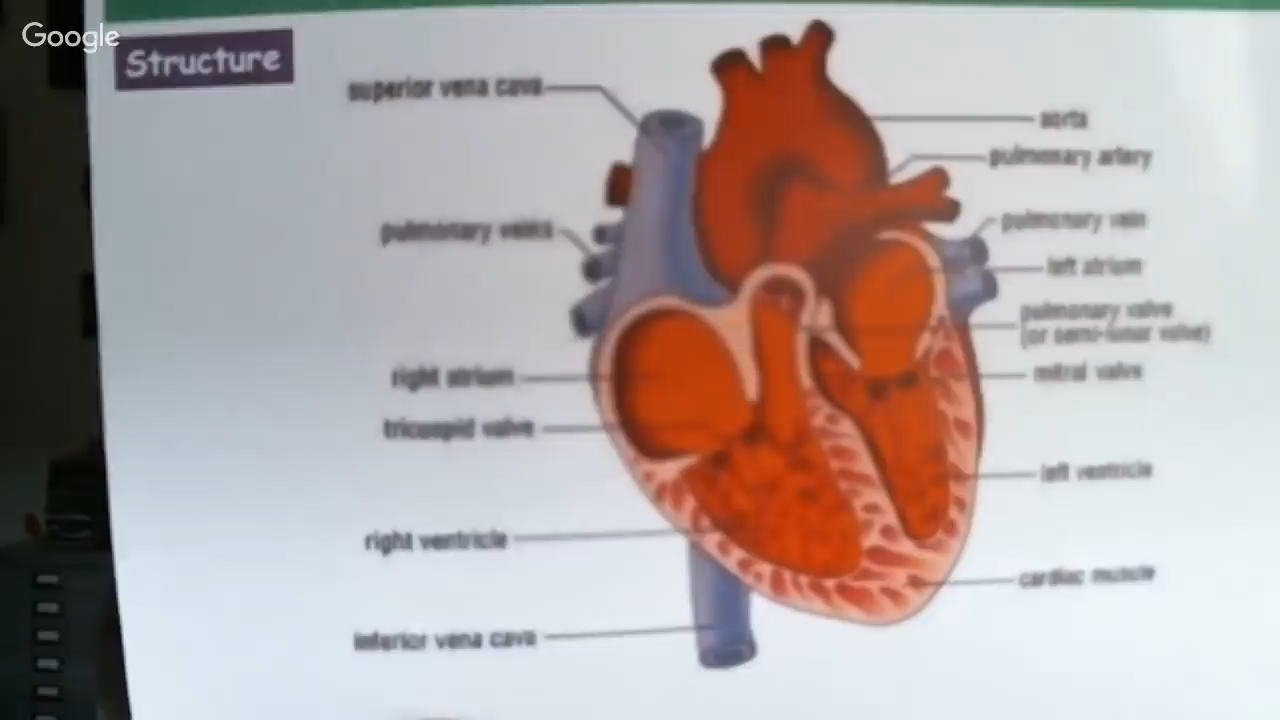 Google
Structure
superior vena cava
aorta
pulmonary artery
pulmonary veins
pulmonary vein
left atrium
pulmonary valve
(or semi-lunar valve)
right atrium
mitral valve
tricuspid valve
left ventricle
right ventricle
cardiac muscle
inferior vena cava